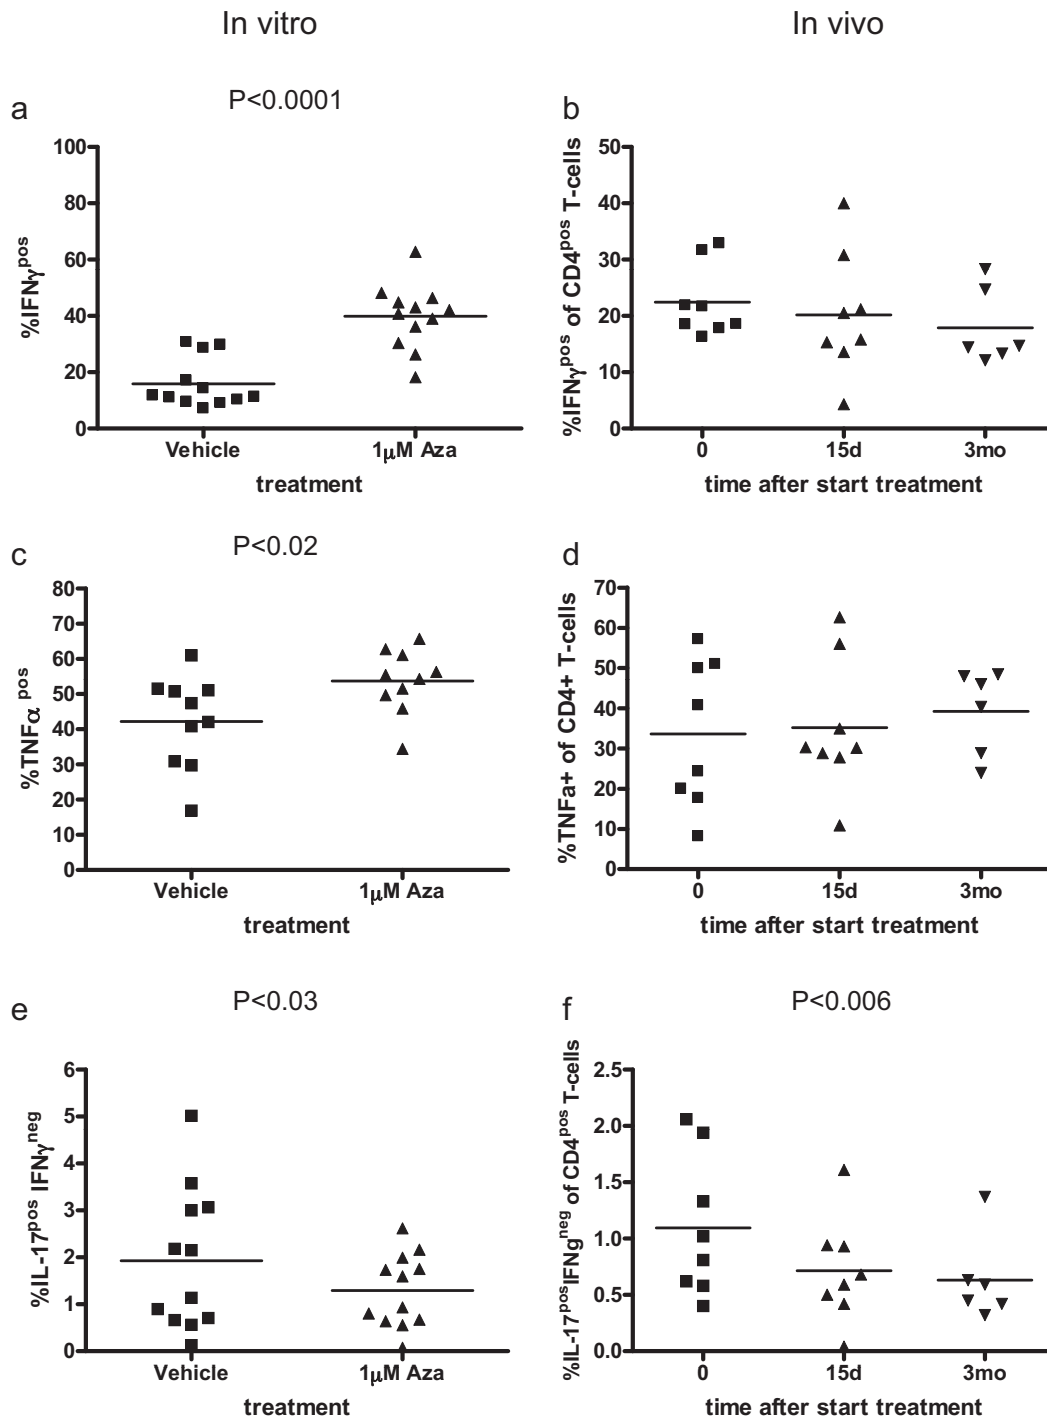 In vitro
In vivo
a
P<0.0001
%IFNγpos
100
80
60
40
20
0
Vehicle
1μM Aza
treatment
b
%IFNγpos of CD4pos T-cells
50
40
30
20
10
0
0
15d
3mo
time after start treatment
c
P<0.02
%TNFα pos
80
70
60
50
40
30
20
10
0
Vehicle
1μM Aza
treatment
d
%TNFa+ of CD4+ T-cells
70
60
50
40
30
20
10
0
0
15d
3mo
time after start treatment
e
P<0.03
%IL-17pos IFNγneg
6
5
4
3
2
1
0
Vehicle
1μM Aza
treatment
f
P<0.006
%IL-17posIFNgneg of CD4pos T-cells
2.5
2.0
1.5
1.0
0.5
0.0
0
15d
3mo
time after start treatment